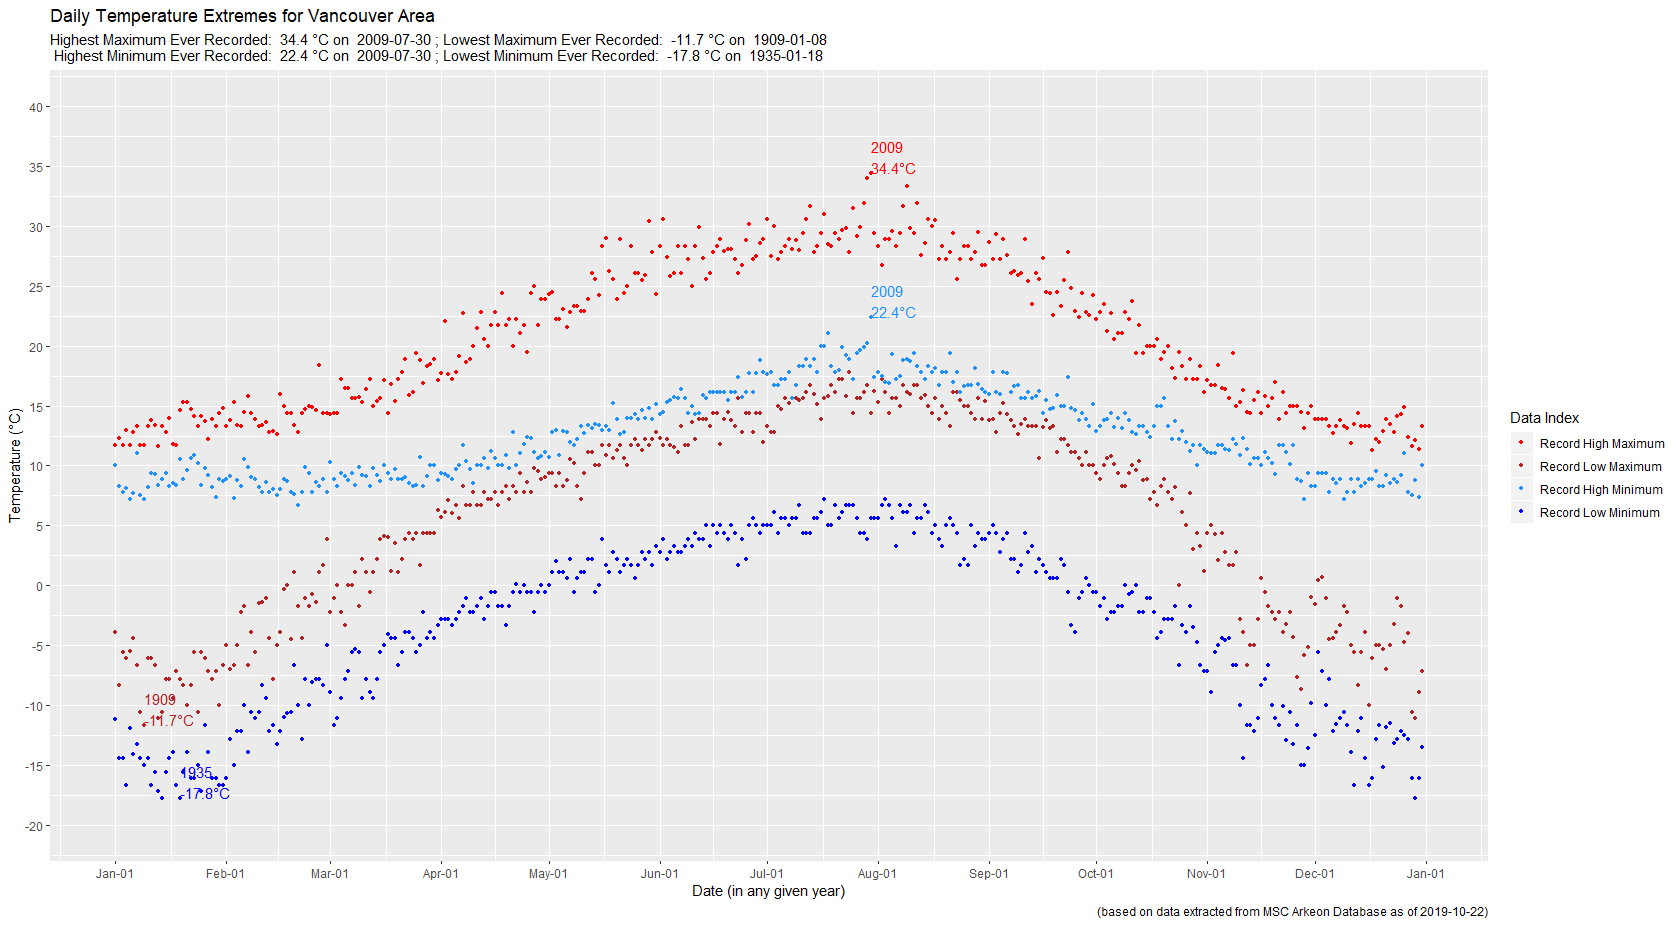 Daily Temperature Extremes for Vancouver Area
Highest Maximum Ever Recorded: 34.4 °C on 2009-07-30 ; Lowest Maximum Ever Recorded: -11.7 °C on 1909-01-08
Highest Minimum Ever Recorded: 22.4 °C on 2009-07-30 ; Lowest Minimum Ever Recorded: -17.8 °C on 1935-01-18
40
35
30
25
20
15
10
5
0
-5
-10
-15
-20
Temperature (°C)
2009
34.4°C
2009
22.4°C
1909
-11.7°C
1935
-17.8°C
Jan-01
Feb-01
Mar-01
Apr-01
May-01
Jun-01
Jul-01
Aug-01
Sep-01
Oct-01
Nov-01
Dec-01
Jan-01
Date (in any given year)
Data Index
Record High Maximum
Record Low Maximum
Record High Minimum
Record Low Minimum
(based on data extracted from MSC Arkeon Database as of 2019-10-22)